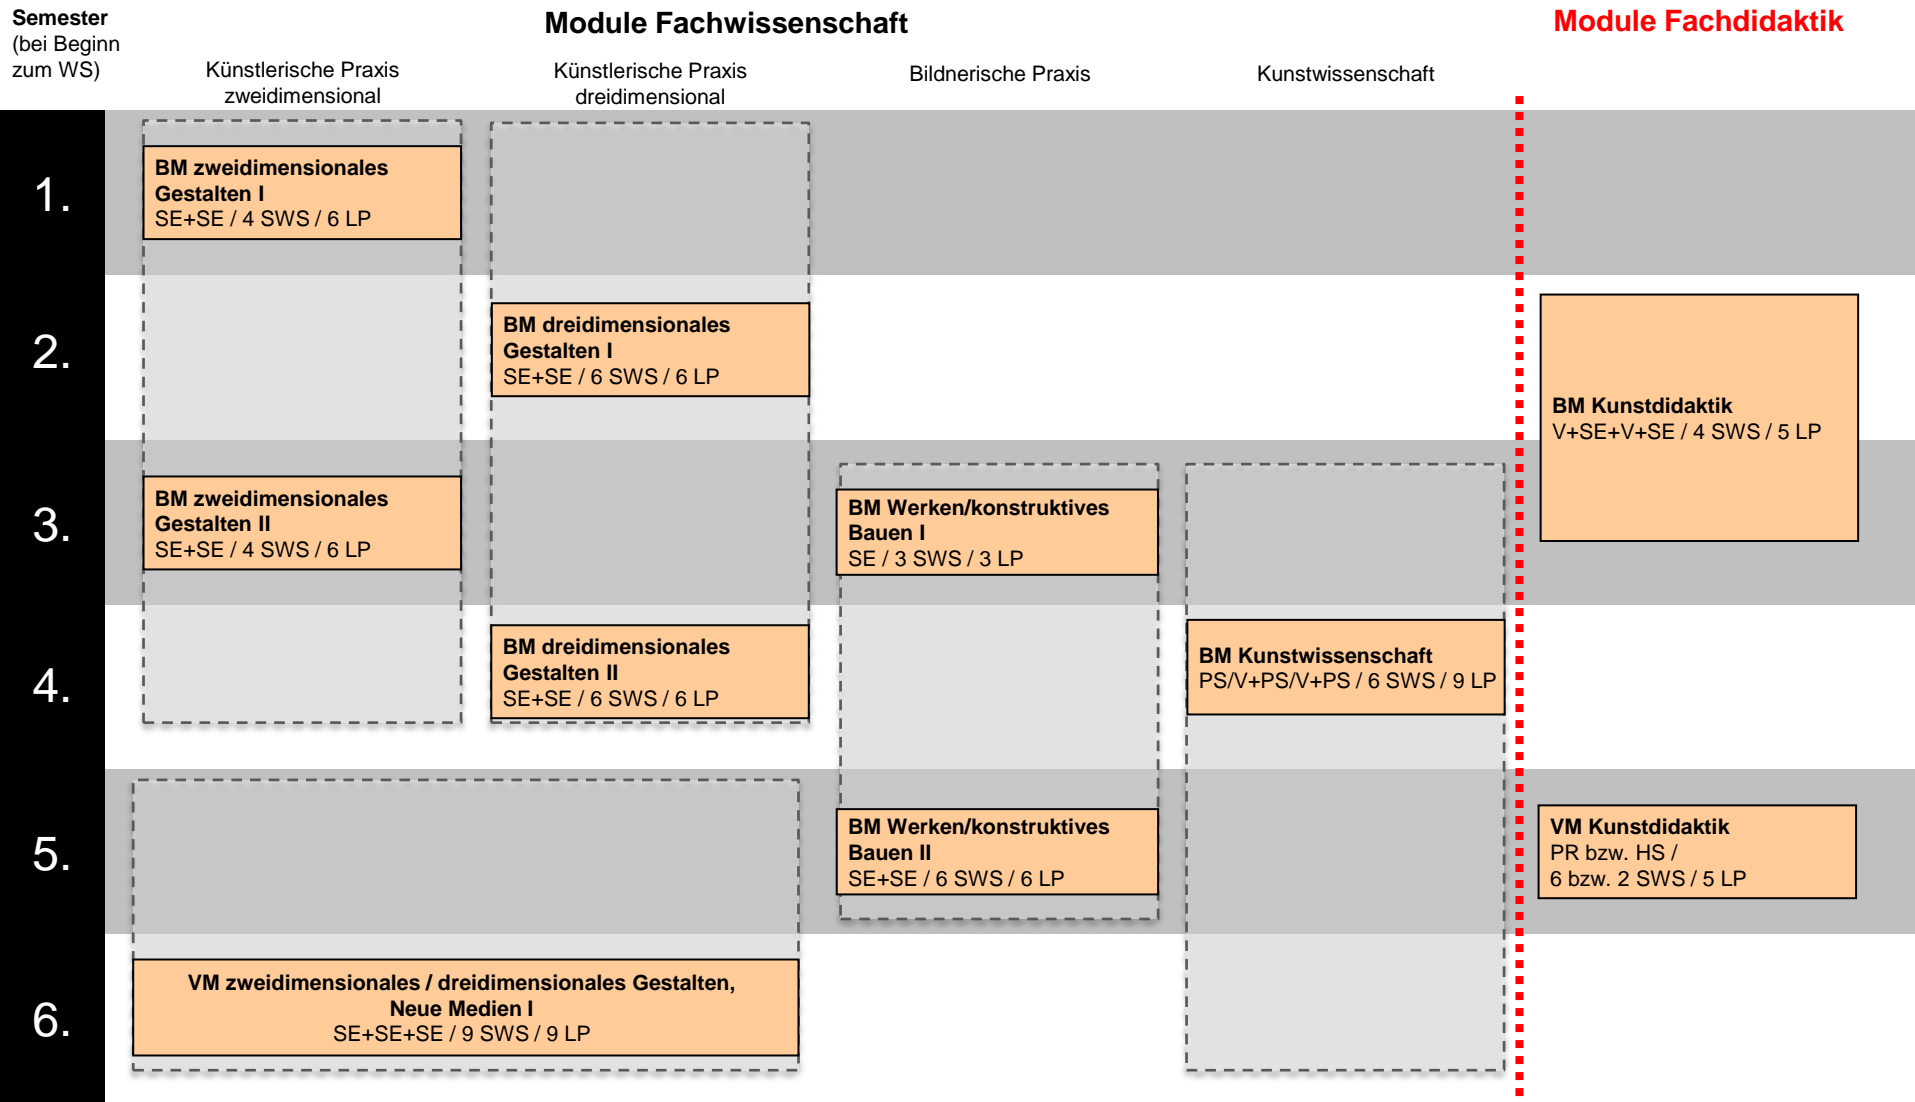 Semester
(bei Beginn
zum WS)
Module Fachwissenschaft
Module Fachdidaktik
Künstlerische Praxis
zweidimensional
Künstlerische Praxis
dreidimensional
Bildnerische Praxis
Kunstwissenschaft
1.
BM zweidimensionales
Gestalten I
SE+SE / 4 SWS / 6 LP
2.
BM dreidimensionales
Gestalten I
SE+SE / 6 SWS / 6 LP
BM Kunstdidaktik
V+SE+V+SE / 4 SWS / 5 LP
3.
BM zweidimensionales
Gestalten II
SE+SE / 4 SWS / 6 LP
BM Werken/konstruktives
Bauen I
SE / 3 SWS / 3 LP
4.
BM dreidimensionales
Gestalten II
SE+SE / 6 SWS / 6 LP
BM Kunstwissenschaft
PS/V+PS/V+PS / 6 SWS / 9 LP
5.
BM Werken/konstruktives
Bauen II
SE+SE / 6 SWS / 6 LP
VM Kunstdidaktik
PR bzw. HS /
6 bzw. 2 SWS / 5 LP
6.
VM zweidimensionales / dreidimensionales Gestalten,
Neue Medien I
SE+SE+SE / 9 SWS / 9 LP